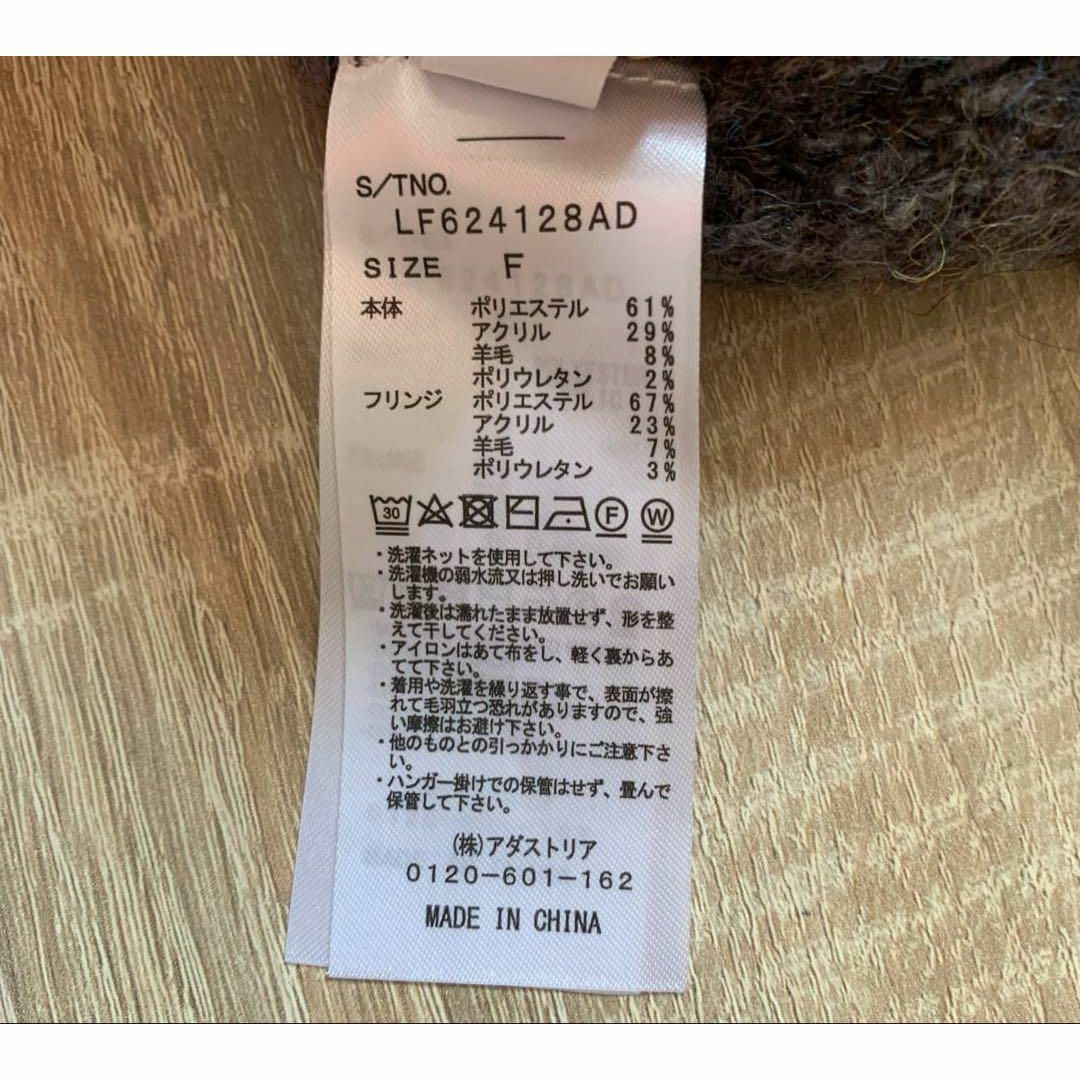 S/TNO.
LF624128AD
SIZE F
本体 ポリエステル 61%
アクリル 29%
羊毛 8%
ポリウレタン 2%
フリンジ ポリエステル 67%
アクリル 23%
羊毛 7%
ポリウレタン 3%
30 F W
・洗濯ネットを使用して下さい。
・洗濯機の弱水流又は押し洗いでお願い
します。
・洗濯後は濡れたまま放置せず、形を整
えて干してください。
・アイロンはあて布をし、軽く裏からあ
てて下さい。
・着用や洗濯を繰り返す事で、表面が擦
れて毛羽立つ恐れがありますので、強
い摩擦はお避け下さい。
・他のものとの引っかかりにご注意下さ
い。
・ハンガー掛けでの保管はせず、畳んで
保管して下さい。
(株)アダストリア
0120-601-162
MADE IN CHINA